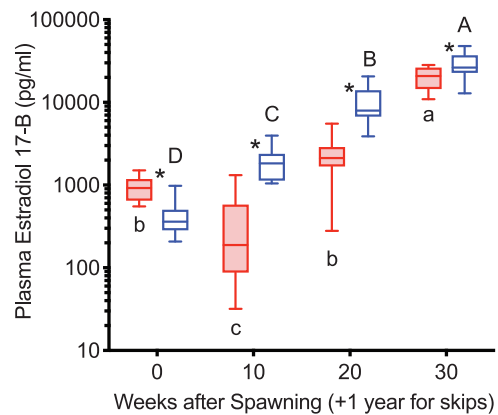 100000
10000
1000
100
10
Plasma Estradiol 17-B (pg/ml)
* D
b
* C
c
* B
b
* A
a
0 10 20 30
Weeks after Spawning (+1 year for skips)